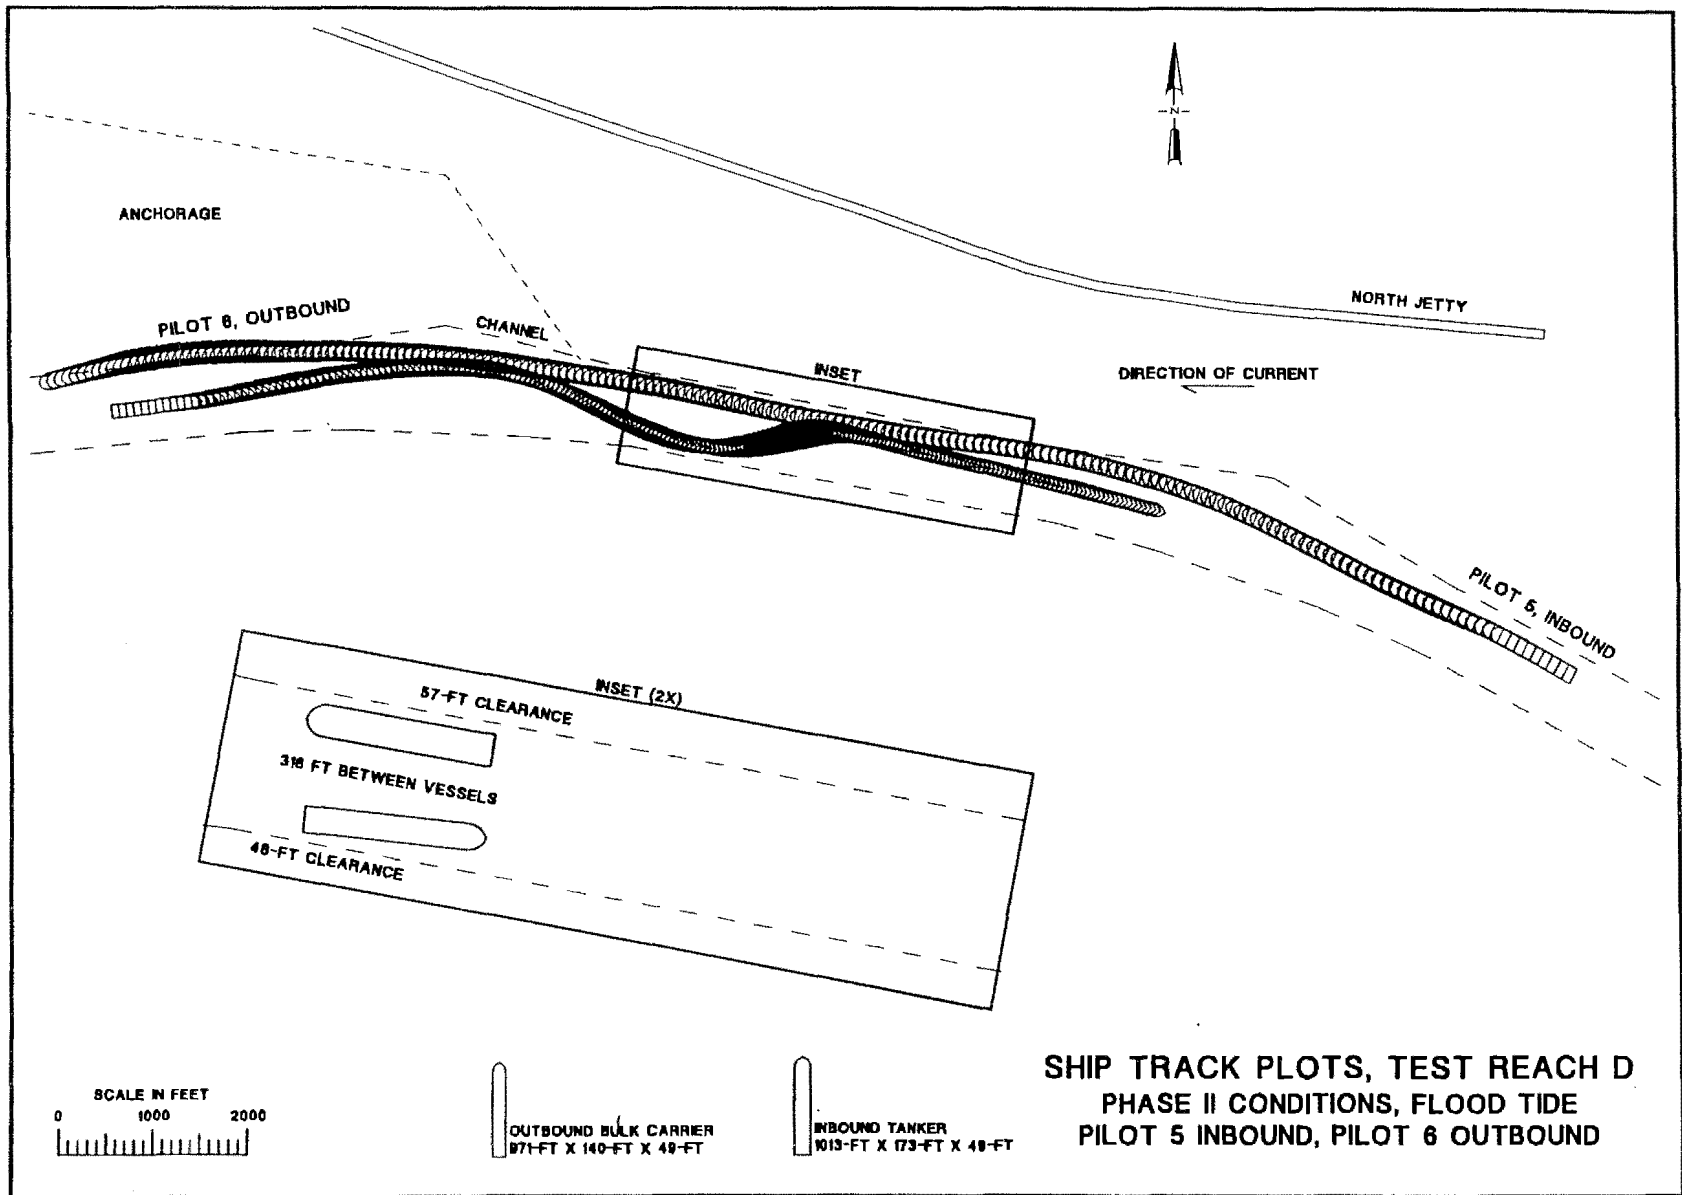 N
ANCHORAGE
PILOT 6, OUTBOUND
CHANNEL
NORTH JETTY
INSET
DIRECTION OF CURRENT
PILOT 5, INBOUND
INSET (2X)
57-FT CLEARANCE
316 FT BETWEEN VESSELS
48-FT CLEARANCE
SCALE IN FEET
0 1000 2000
OUTBOUND BULK CARRIER
971-FT X 140-FT X 49-FT
INBOUND TANKER
1013-FT X 173-FT X 49-FT
SHIP TRACK PLOTS, TEST REACH D
PHASE II CONDITIONS, FLOOD TIDE
PILOT 5 INBOUND, PILOT 6 OUTBOUND